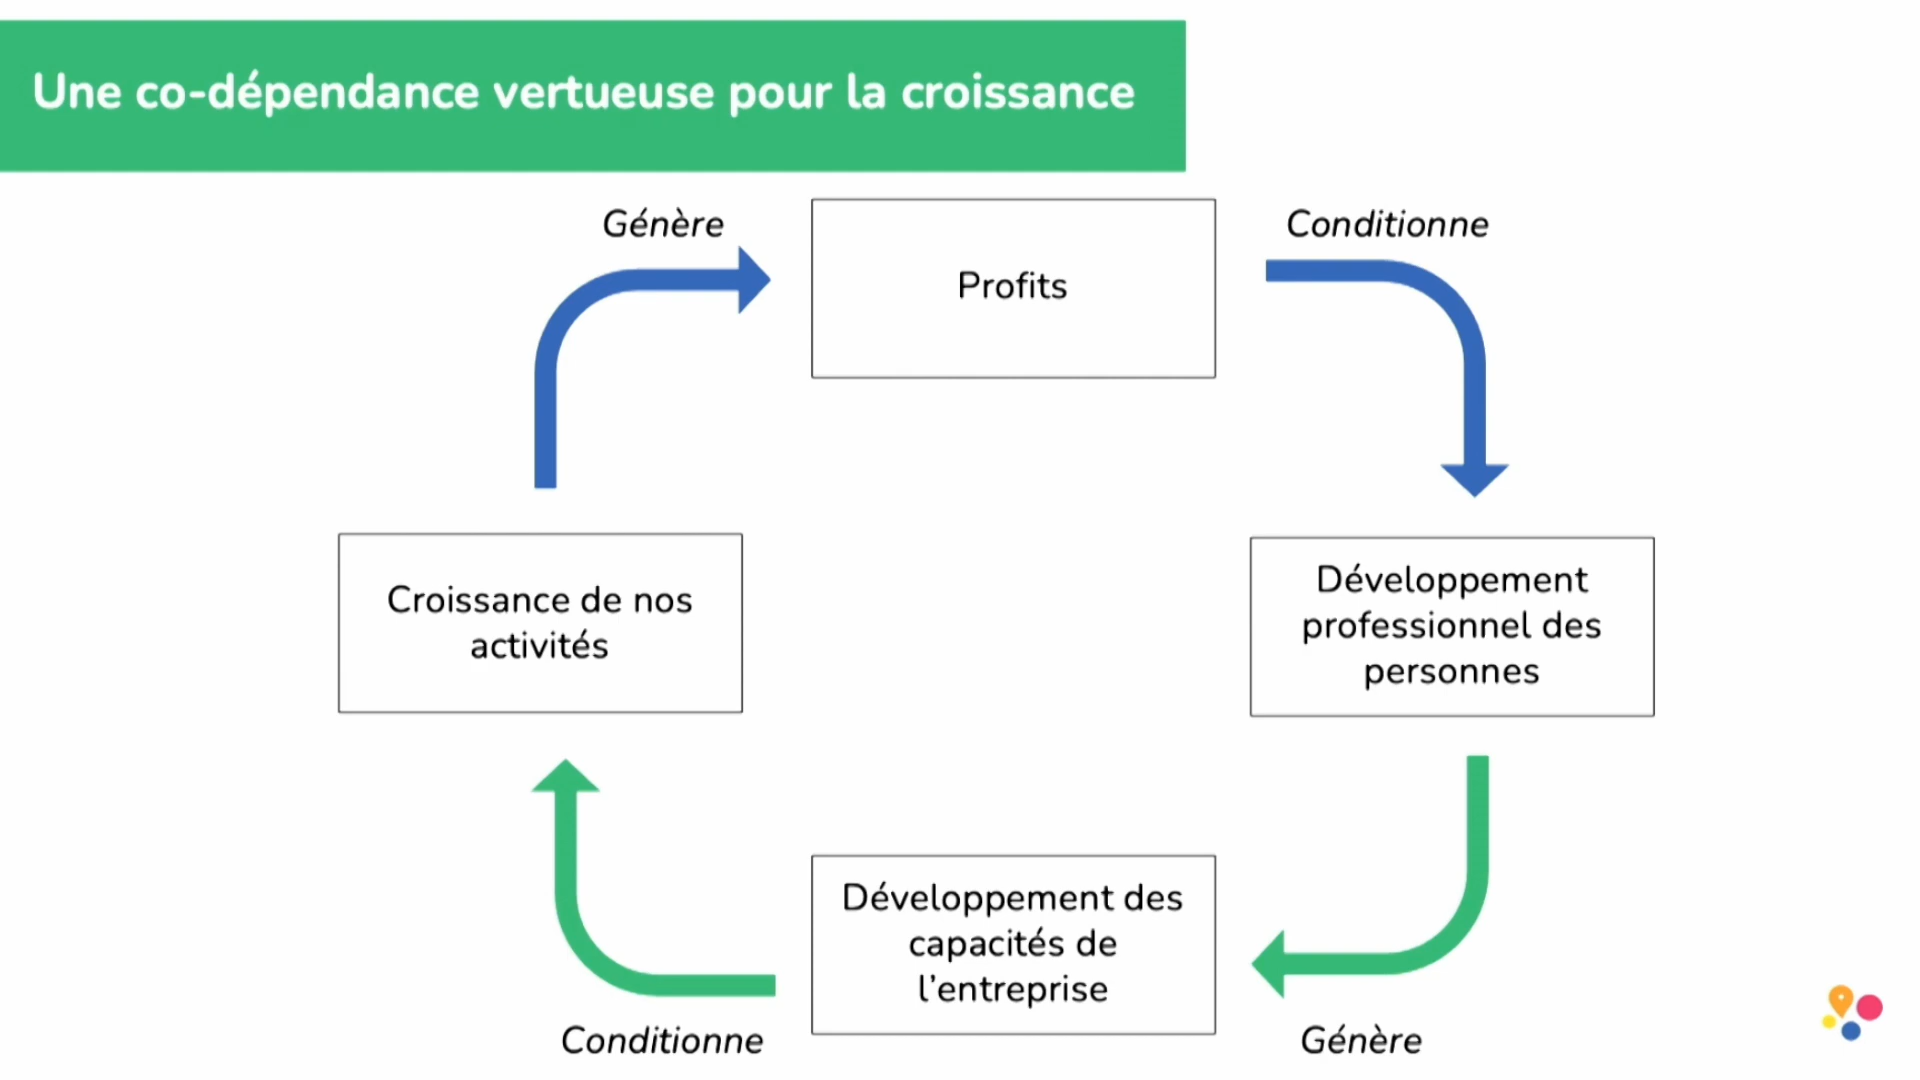 Une co-dépendance vertueuse pour la croissance
Génère
Profits
Conditionne
Croissance de nos
activités
Développement
professionnel des
personnes
Développement des
capacités de
l’entreprise
Conditionne
Génère